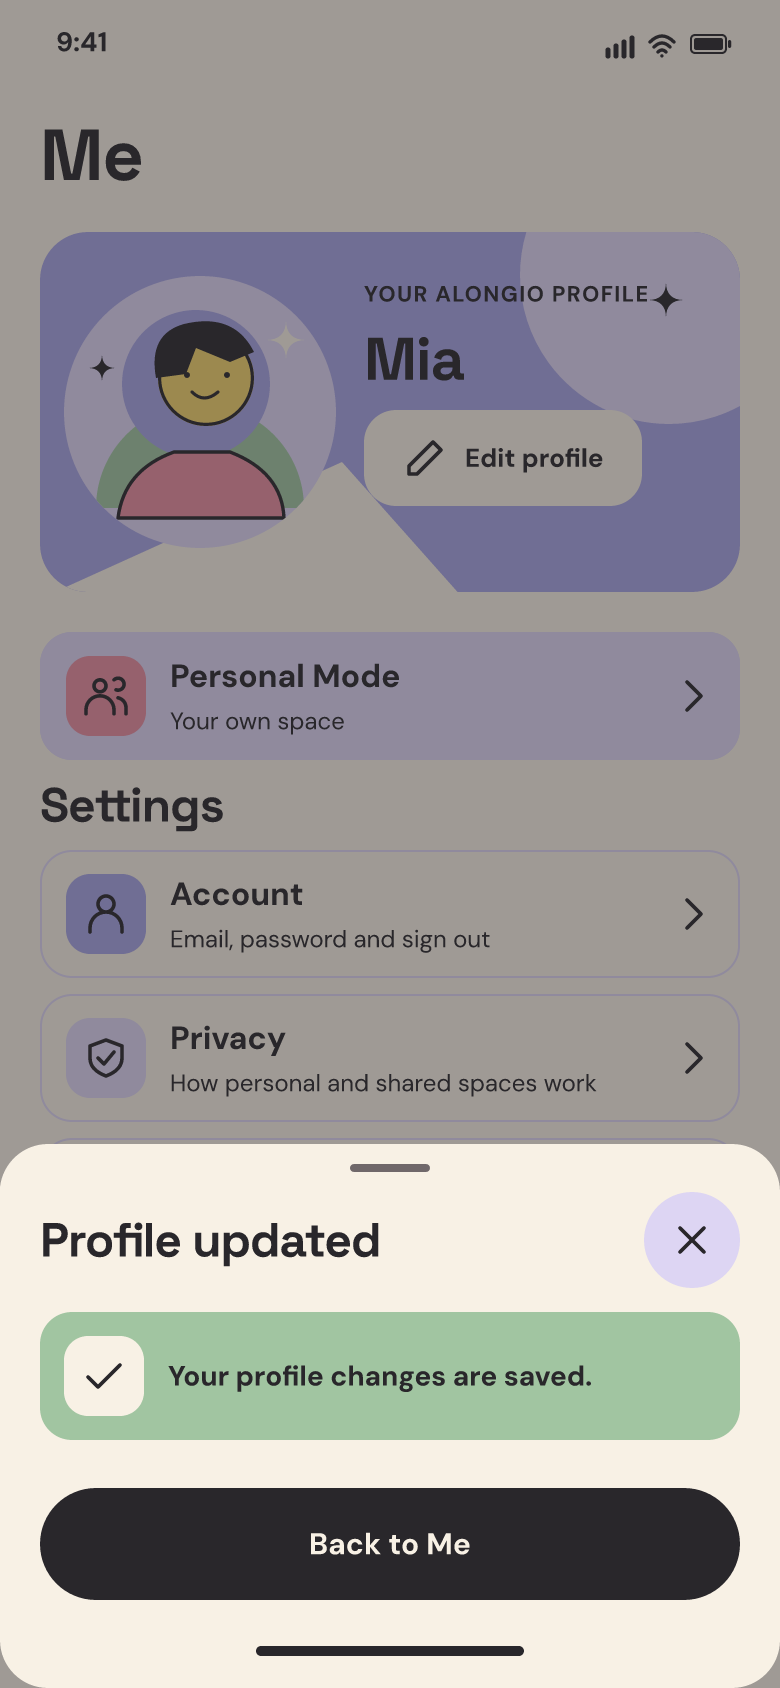 9:41
Me
YOUR ALONGIO PROFILE
Mia
Edit profile
Personal Mode
Your own space
Settings
Account
Email, password and sign out
Privacy
How personal and shared spaces work
Profile updated
Your profile changes are saved.
Back to Me